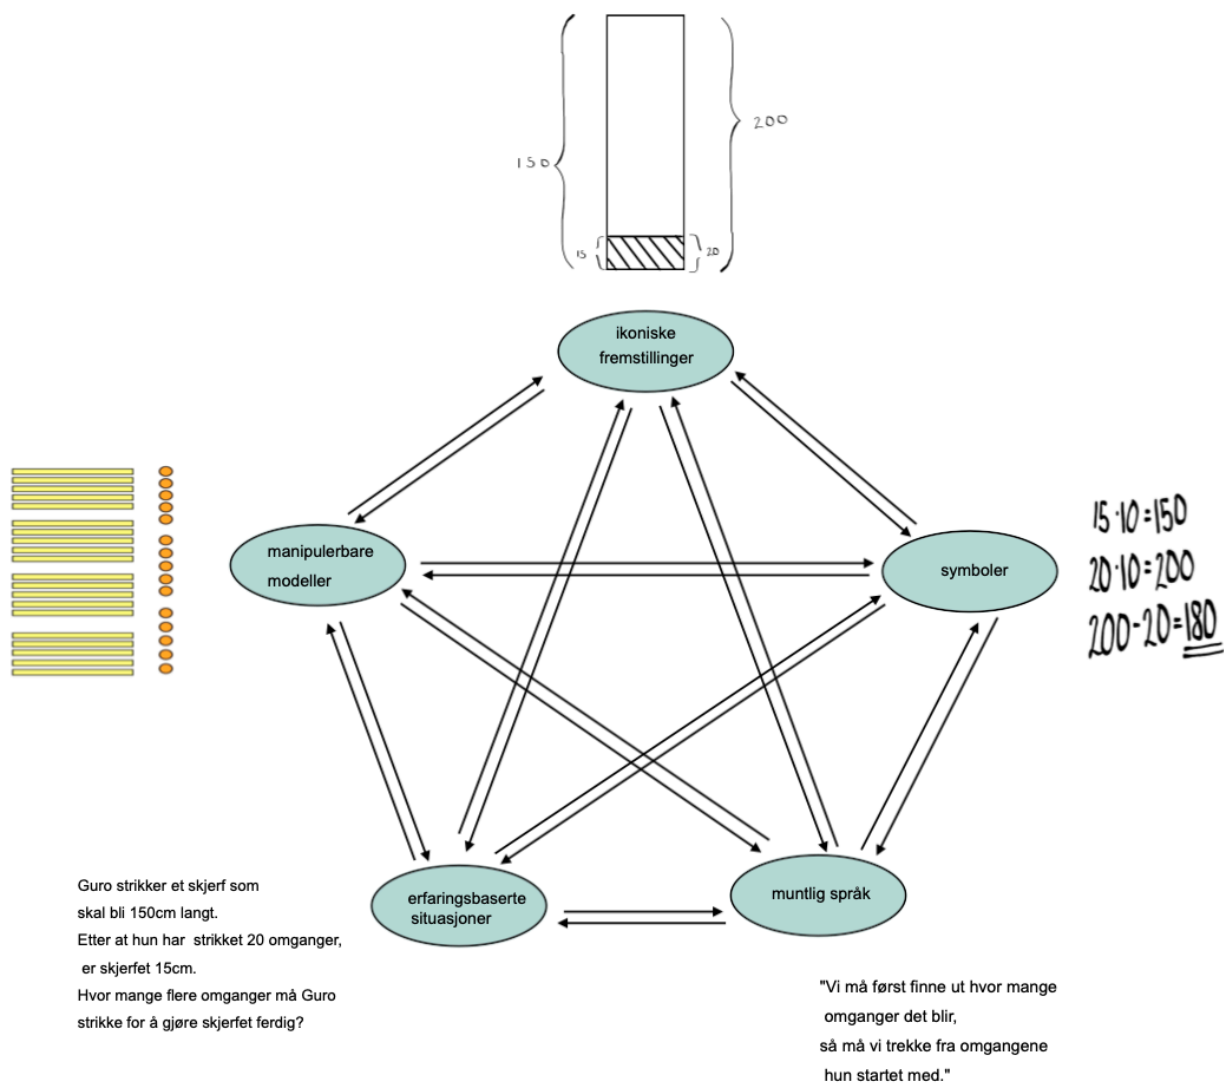 150
200
15
20
ikoniske
fremstillinger
manipulerbare
modeller
symboler
15·10=150
20·10=200
200-20=180
erfaringsbaserte
situasjoner
muntlig språk
Guro strikker et skjerf som
skal bli 150cm langt.
Etter at hun har strikket 20 omganger,
er skjerfet 15cm.
Hvor mange flere omganger må Guro
strikke for å gjøre skjerfet ferdig?
"Vi må først finne ut hvor mange
omganger det blir,
så må vi trekke fra omgangene
hun startet med."